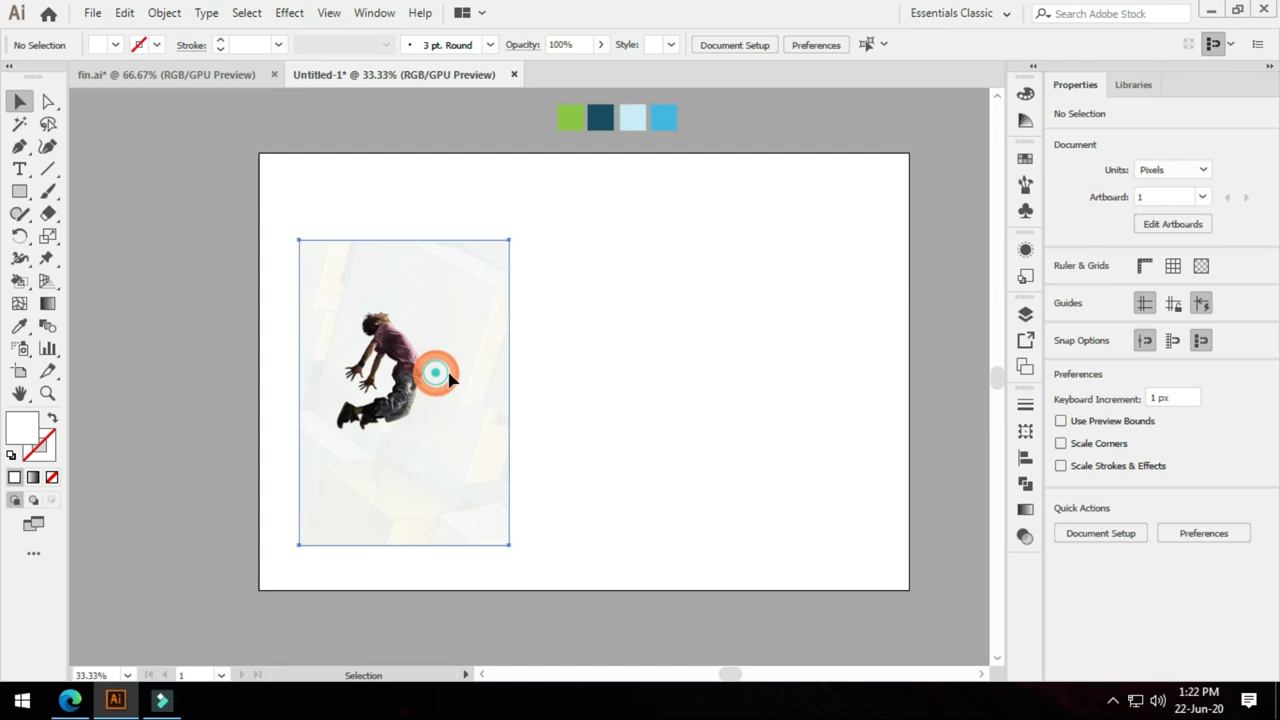 Ai File Edit Object Type Select Effect View Window Help Essentials Classic Search Adobe Stock
No Selection Stroke: 3 pt. Round Opacity: 100% Style: Document Setup Preferences
fin.ai* @ 66.67% (RGB/GPU Preview) Untitled-1* @ 33.33% (RGB/GPU Preview)
Properties Libraries
No Selection
Document
Units: Pixels
Artboard: 1
Edit Artboards
Ruler & Grids
Guides
Snap Options
Preferences
Keyboard Increment: 1 px
Use Preview Bounds
Scale Corners
Scale Strokes & Effects
Quick Actions
Document Setup Preferences
33.33% 1 Selection
Ai 1:22 PM
22-Jun-20